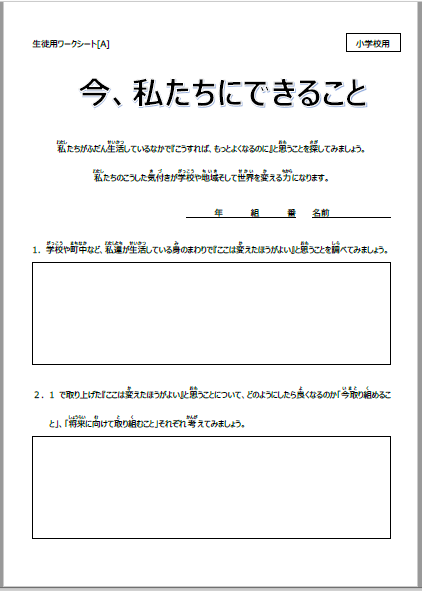 生徒用ワークシート[A]
小学校用
今、私たちにできること
私たちがふだん生活しているなかで『こうすれば、もっとよくなるのに』と思うことを探してみましょう。
私たちのこうした気付きが学校や地域そして世界を変える力になります。
年　　組　　番　　名前
1．学校や町中など、私達が生活している身のまわりで『ここは変えたほうがよい』と思うことを調べてみましょう。
2．1 で取り上げた『ここは変えたほうがよい』と思うことについて、どのようにしたら良くなるのか「今取り組めるこ
と」、「将来に向けて取り組むこと」それぞれ考えてみましょう。